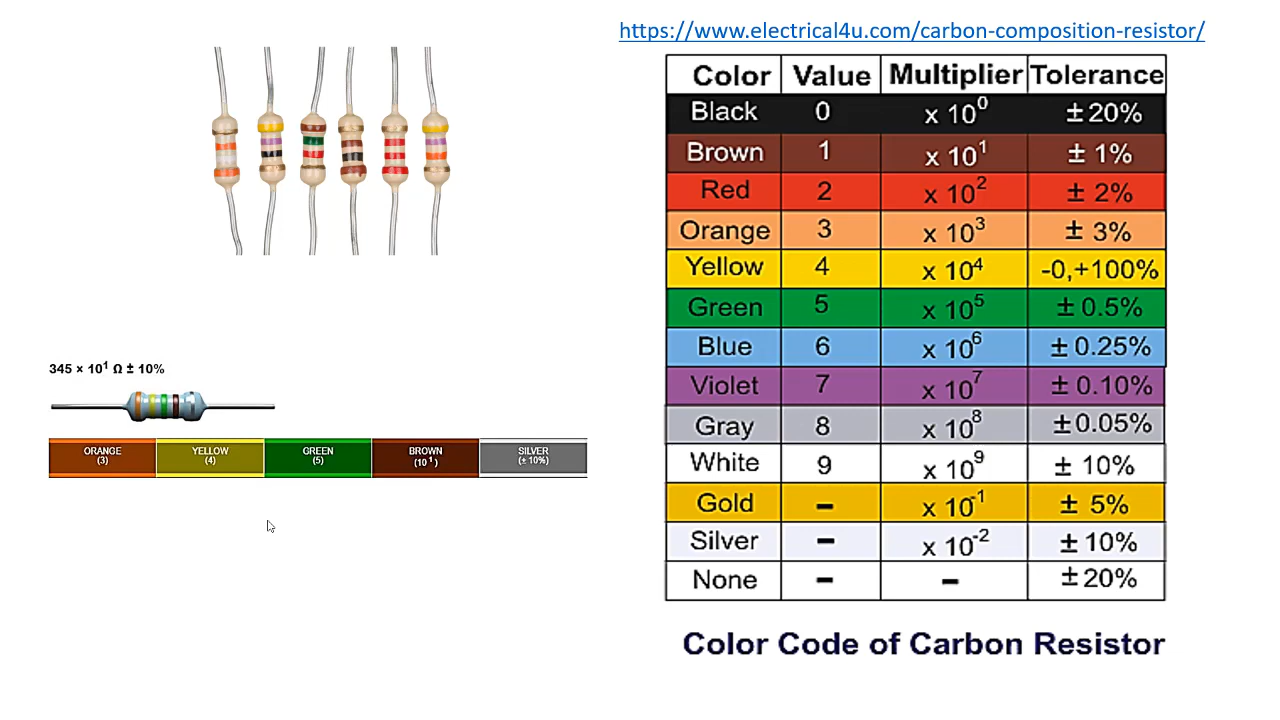 https://www.electrical4u.com/carbon-composition-resistor/
Color Value Multiplier Tolerance
Black 0 x 10⁰ ±20%
Brown 1 x 10¹ ± 1%
Red 2 x 10² ± 2%
Orange 3 x 10³ ± 3%
Yellow 4 x 10⁴ -0,+100%
Green 5 x 10⁵ ± 0.5%
Blue 6 x 10⁶ ± 0.25%
Violet 7 x 10⁷ ± 0.10%
Gray 8 x 10⁸ ±0.05%
White 9 x 10⁹ ± 10%
Gold – x 10⁻¹ ± 5%
Silver – x 10⁻² ±10%
None – – ±20%
Color Code of Carbon Resistor
345 × 10¹ Ω ± 10%
ORANGE YELLOW GREEN BROWN SILVER
(3) (4) (5) (10¹) (± 10%)